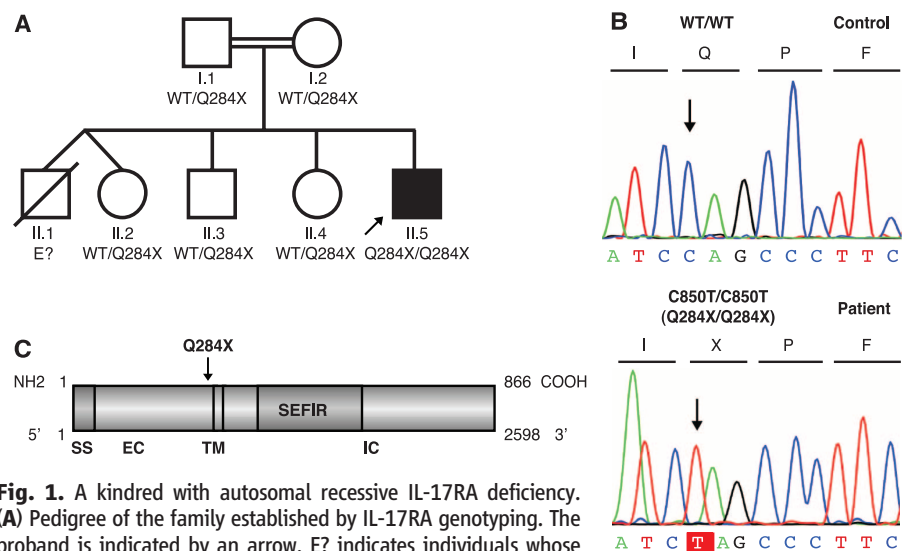 A
I.1
WT/Q284X
I.2
WT/Q284X
II.1
E?
II.2
WT/Q284X
II.3
WT/Q284X
II.4
WT/Q284X
II.5
Q284X/Q284X
B
WT/WT
Control
I Q P F
A T C C A G C C C T T C
C850T/C850T
(Q284X/Q284X)
Patient
I X P F
A T C T A G C C C T T C
C
Q284X
NH2 1
866 COOH
SEFIR
5' 1
2598 3'
SS EC TM IC
Fig. 1. A kindred with autosomal recessive IL-17RA deficiency.
(A) Pedigree of the family established by IL-17RA genotyping. The
proband is indicated by an arrow. E? indicates individuals whose